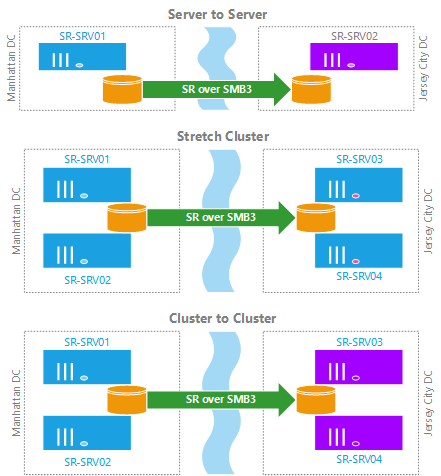 Server to Server
SR-SRV01
SR-SRV02
Manhattan DC
SR over SMB3
Jersey City DC
Stretch Cluster
SR-SRV01
SR-SRV03
Manhattan DC
SR over SMB3
Jersey City DC
SR-SRV02
SR-SRV04
Cluster to Cluster
SR-SRV01
SR-SRV03
Manhattan DC
SR over SMB3
Jersey City DC
SR-SRV02
SR-SRV04